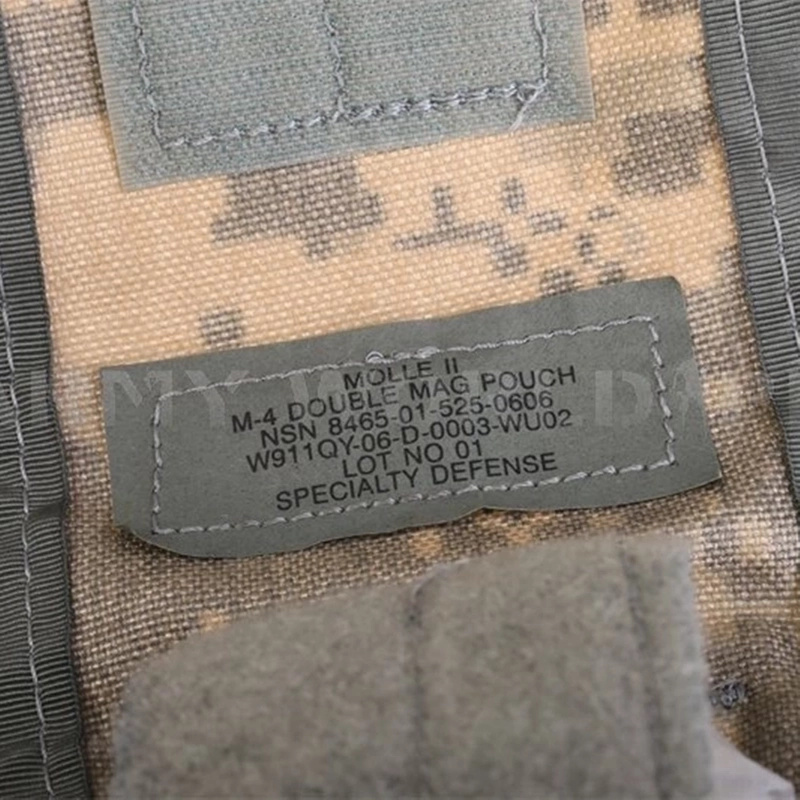 MOLLE II
M-4 DOUBLE MAG POUCH
NSN 8465-01-525-0606
W911QY-06-D-0003-WU02
LOT NO 01
SPECIALTY DEFENSE